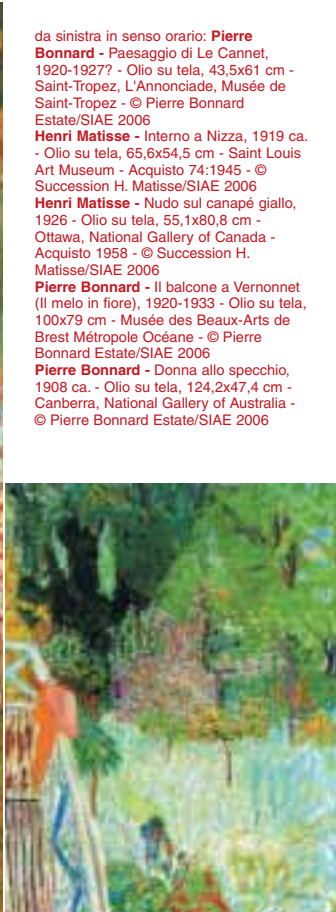 da sinistra in senso orario: Pierre
Bonnard - Paesaggio di Le Cannet,
1920-1927? - Olio su tela, 43,5x61 cm -
Saint-Tropez, L'Annonciade, Musée de
Saint-Tropez - © Pierre Bonnard
Estate/SIAE 2006
Henri Matisse - Interno a Nizza, 1919 ca.
- Olio su tela, 65,6x54,5 cm - Saint Louis
Art Museum - Acquisto 74:1945 - ©
Succession H. Matisse/SIAE 2006
Henri Matisse - Nudo sul canapé giallo,
1926 - Olio su tela, 55,1x80,8 cm -
Ottawa, National Gallery of Canada -
Acquisto 1958 - © Succession H.
Matisse/SIAE 2006
Pierre Bonnard - Il balcone a Vernonnet
(Il melo in fiore), 1920-1933 - Olio su tela,
100x79 cm - Musée des Beaux-Arts de
Brest Métropole Océane - © Pierre
Bonnard Estate/SIAE 2006
Pierre Bonnard - Donna allo specchio,
1908 ca. - Olio su tela, 124,2x47,4 cm -
Canberra, National Gallery of Australia -
© Pierre Bonnard Estate/SIAE 2006